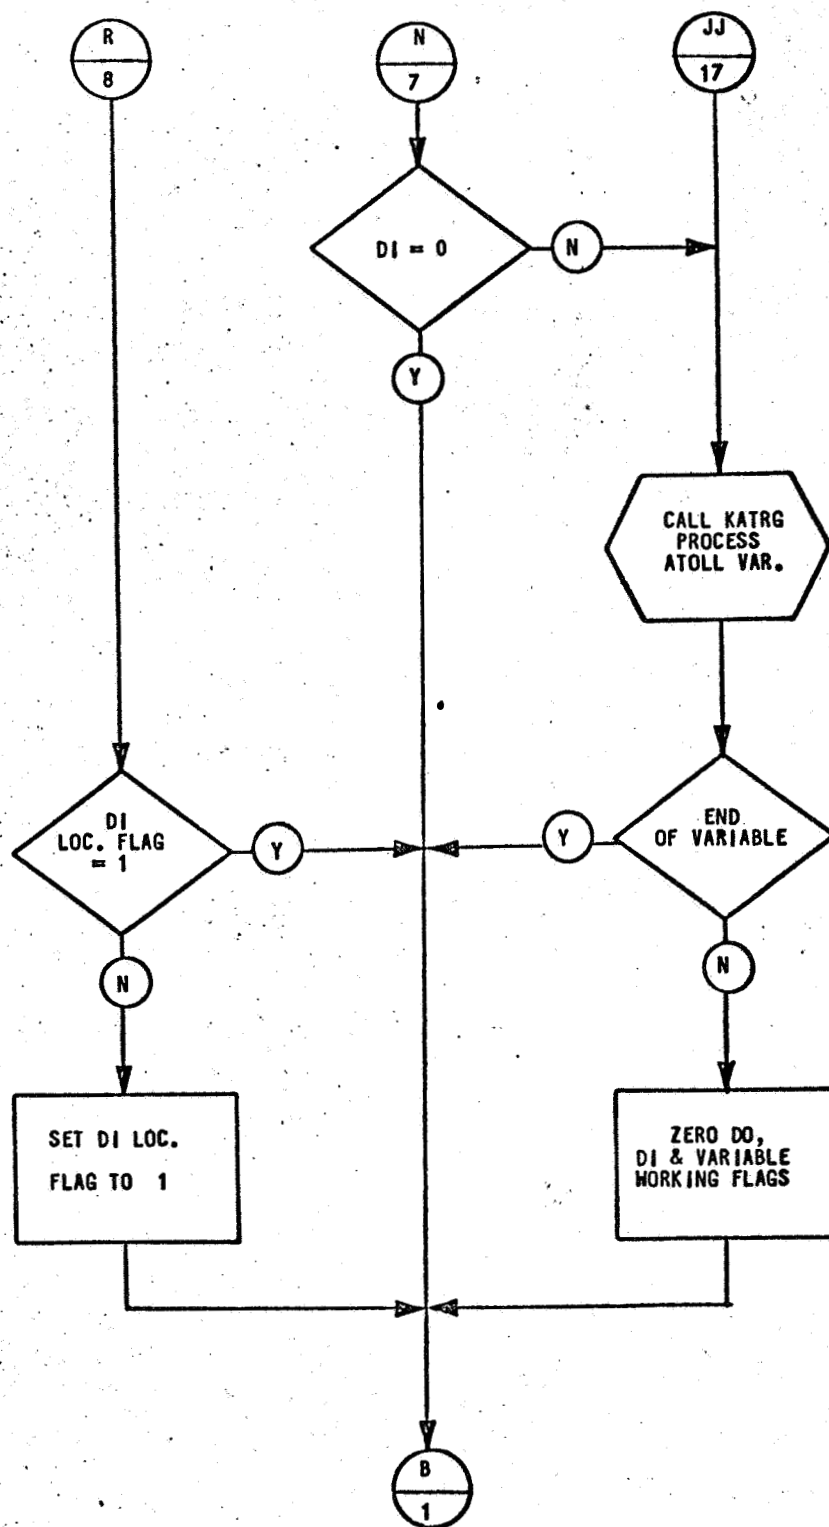 R
8
N
7
JJ
17
DI = 0
N
Y
CALL KATRG
PROCESS
ATOLL VAR.
DI
LOC. FLAG
= 1
Y
Y
END
OF VARIABLE
N
N
SET DI LOC.
FLAG TO 1
ZERO DO,
DI & VARIABLE
WORKING FLAGS
B
1